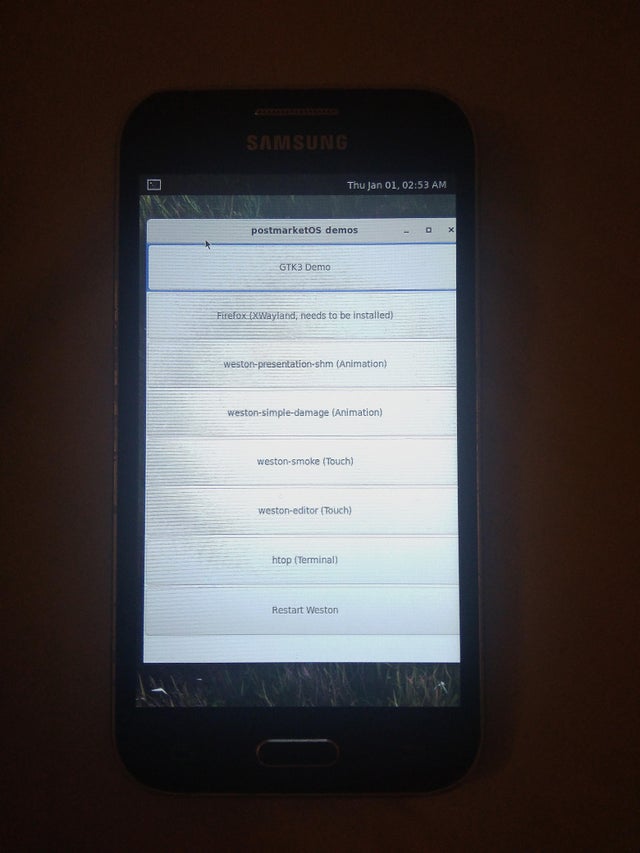 SAMSUNG
Thu Jan 01, 02:53 AM
postmarketOS demos
GTK3 Demo
Firefox (XWayland, needs to be installed)
weston-presentation-shm (Animation)
weston-simple-damage (Animation)
weston-smoke (Touch)
weston-editor (Touch)
htop (Terminal)
Restart Weston